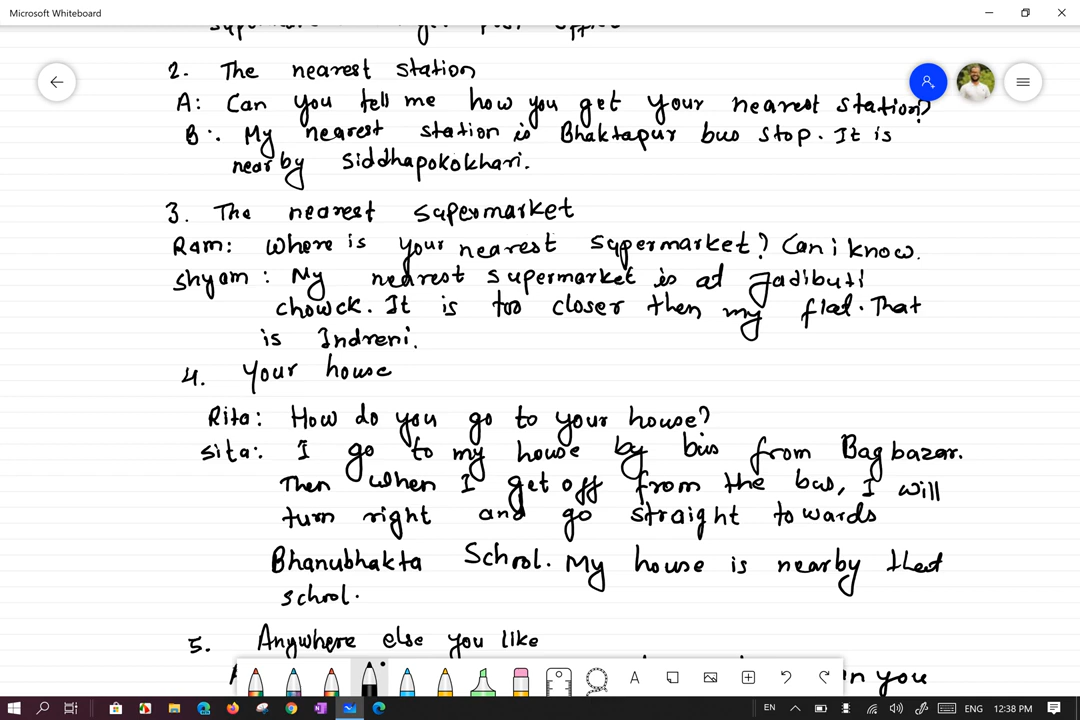 Microsoft Whiteboard
2. The nearest station
A: Can you tell me how you get your nearest station?
B: My nearest station is Bhaktapur bus stop. It is
nearby Siddhapokokhari.
3. The nearest supermarket
Ram: Where is your nearest supermarket? Can i know.
Shyam: My nearest supermarket is at Jadibuti
chowck. It is too closer then my flat. That
is Indreni.
4. Your house
Rita: How do you go to your house?
Sita: I go to my house by bus from Bagbazar.
Then when I get off from the bus, I will
turn right and go straight towards
Bhanubhakta School. My house is nearby that
school.
5. Anywhere else you like
you
EN
ENG 12:38 PM